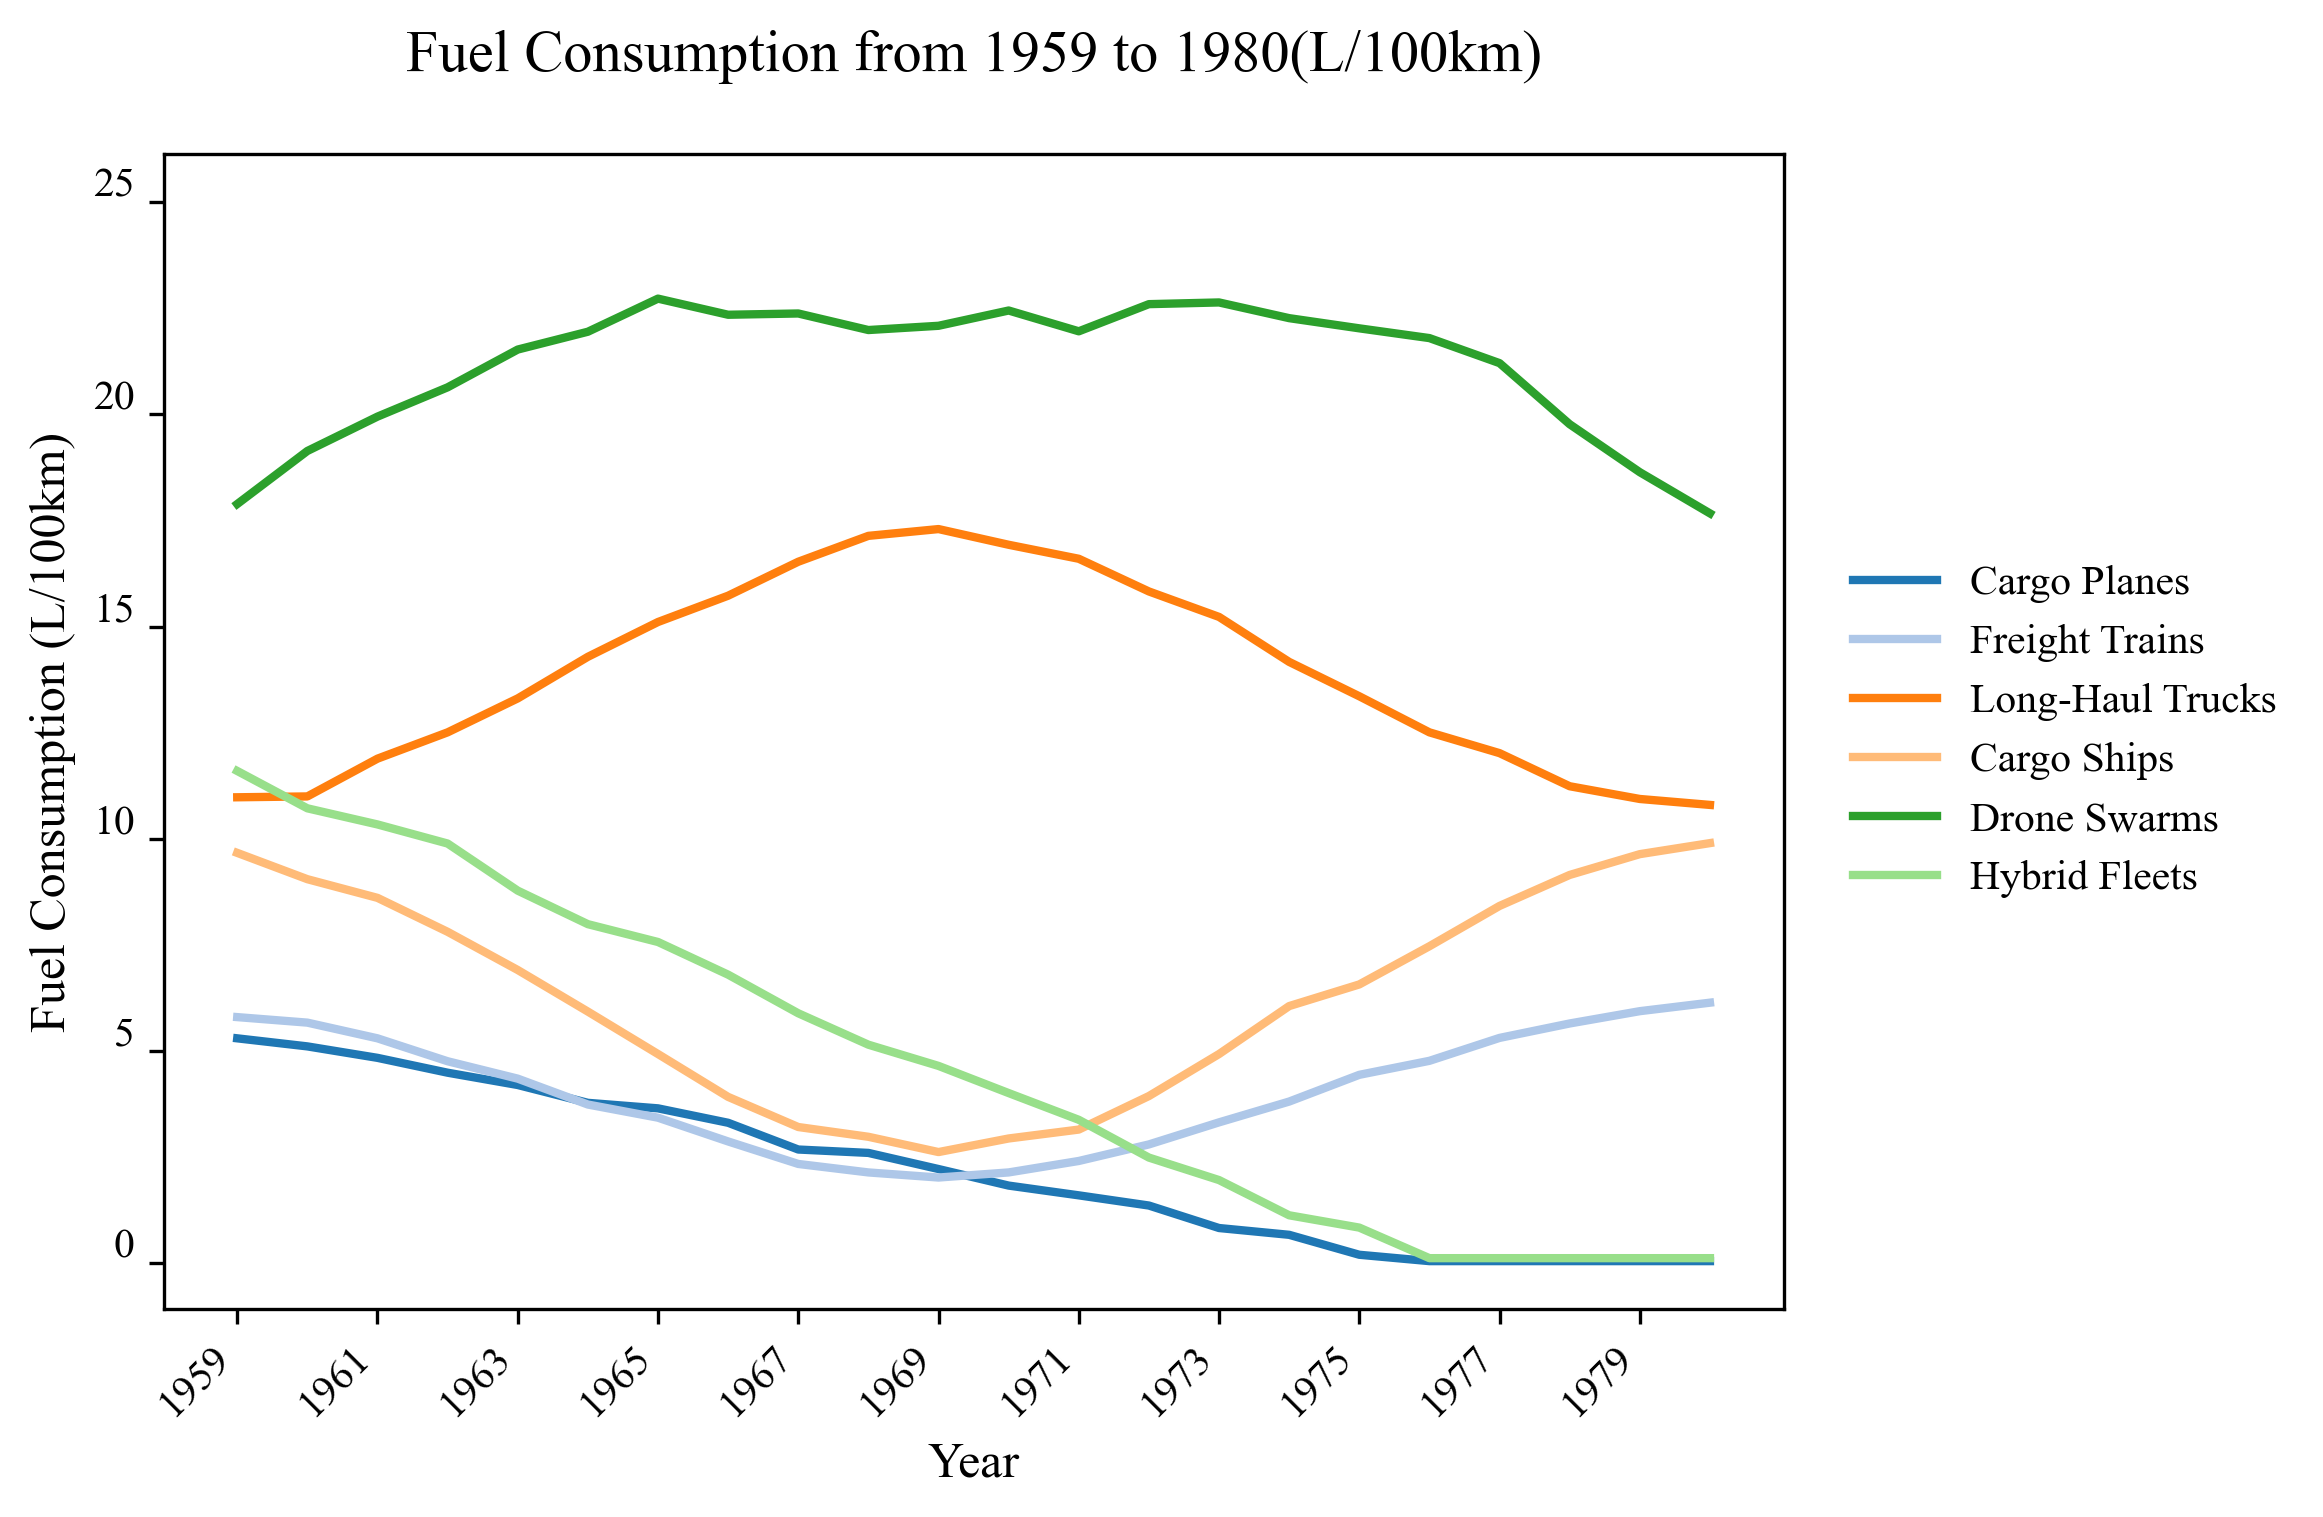 Fuel Consumption from 1959 to 1980(L/100km)
Fuel Consumption (L/100km)
25
20
15
10
5
0
1959
1961
1963
1965
1967
1969
1971
1973
1975
1977
1979
Year
Cargo Planes
Freight Trains
Long-Haul Trucks
Cargo Ships
Drone Swarms
Hybrid Fleets